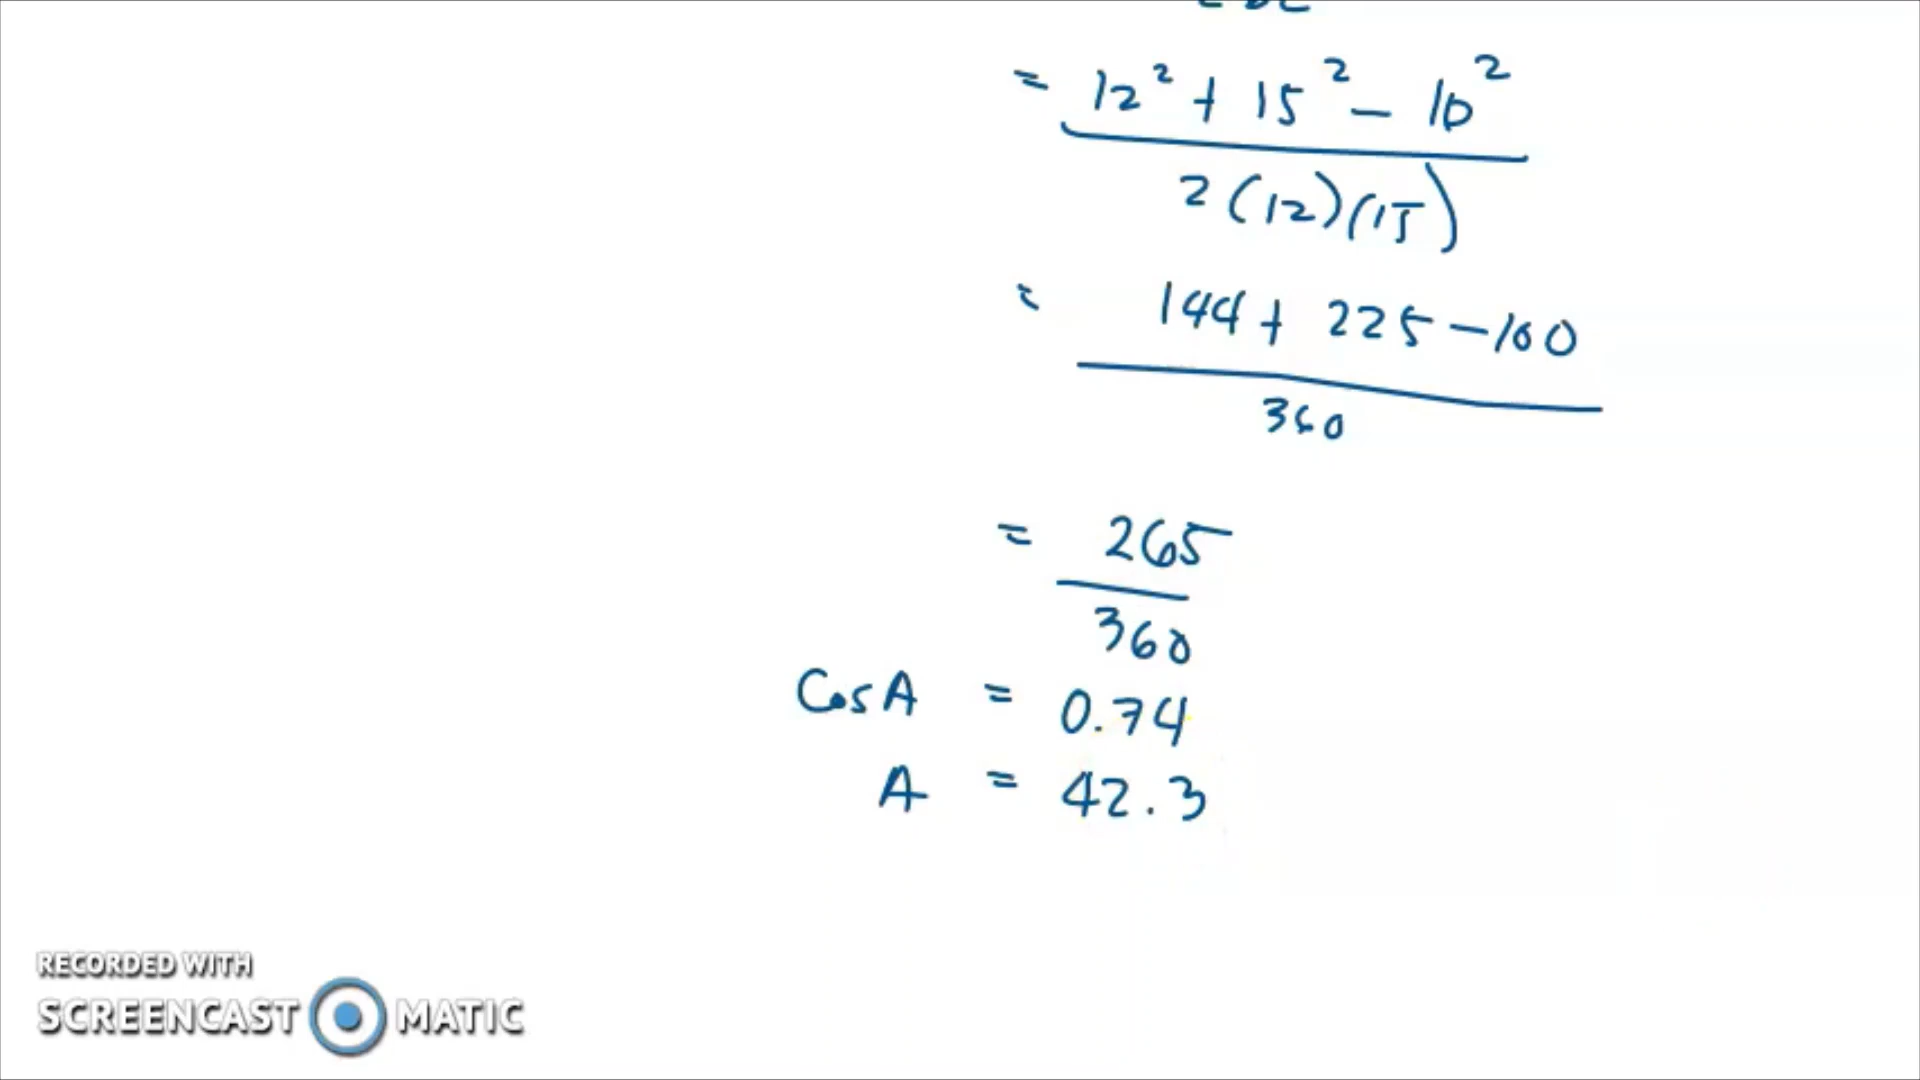 = 12² + 15² - 10²
2(12)(15)
= 144 + 225 - 100
360
= 265
360
Cos A = 0.74
A = 42.3
RECORDED WITH
SCREENCAST MATIC